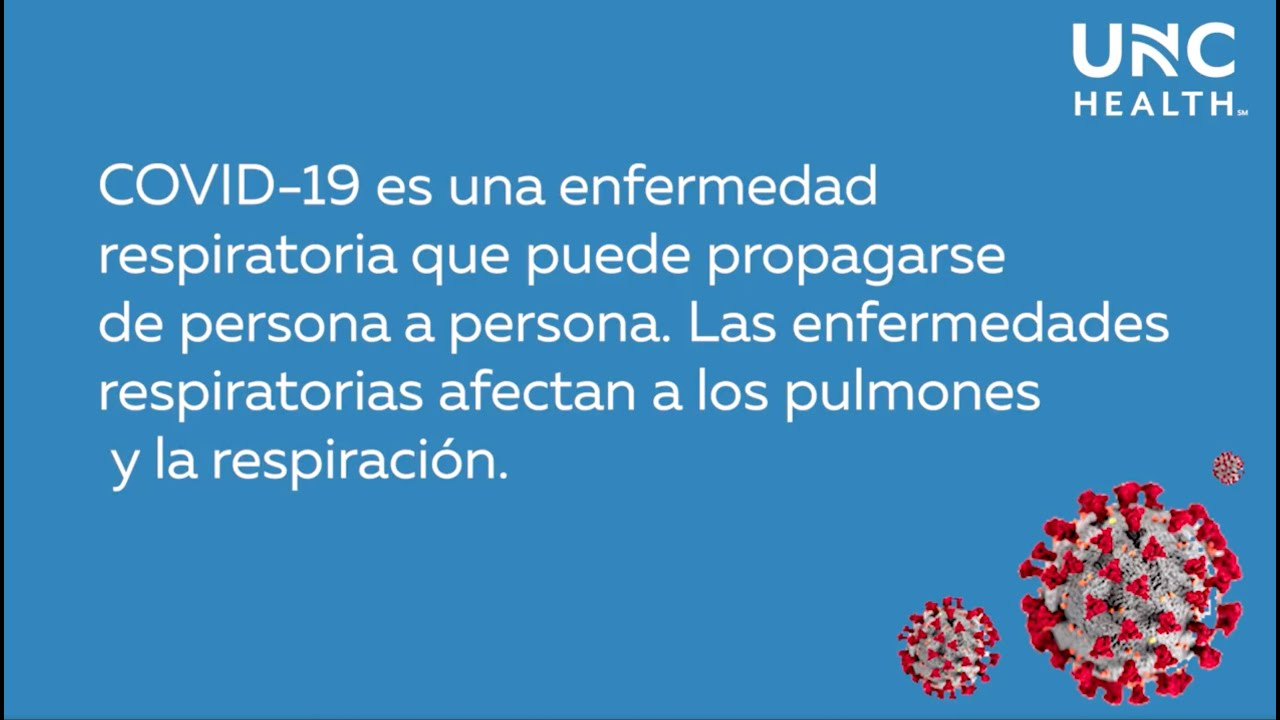 UNC
HEALTH℠
COVID-19 es una enfermedad
respiratoria que puede propagarse
de persona a persona. Las enfermedades
respiratorias afectan a los pulmones
y la respiración.